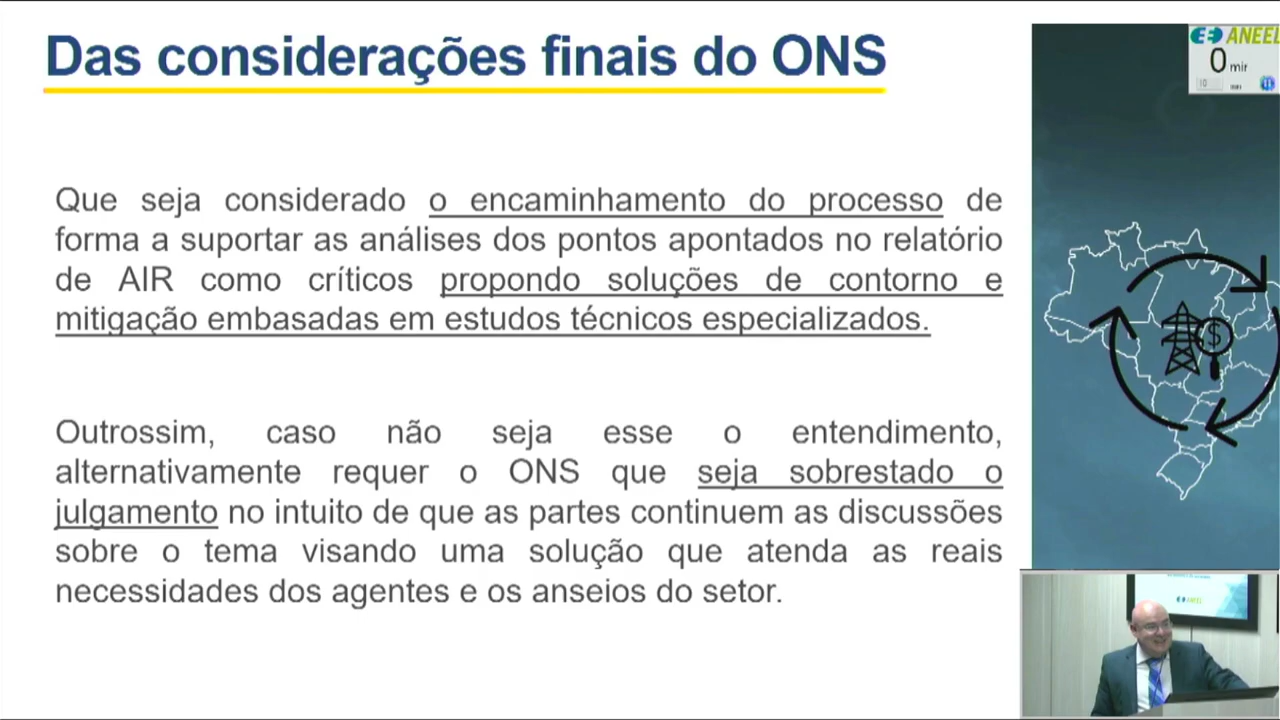 Das considerações finais do ONS
ANEEL
0 mir
10
Que seja considerado o encaminhamento do processo de
forma a suportar as análises dos pontos apontados no relatório
de AIR como críticos propondo soluções de contorno e
mitigação embasadas em estudos técnicos especializados.
$
Outrossim, caso não seja esse o entendimento,
alternativamente requer o ONS que seja sobrestado o
julgamento no intuito de que as partes continuem as discussões
sobre o tema visando uma solução que atenda as reais
necessidades dos agentes e os anseios do setor.
ANEEL